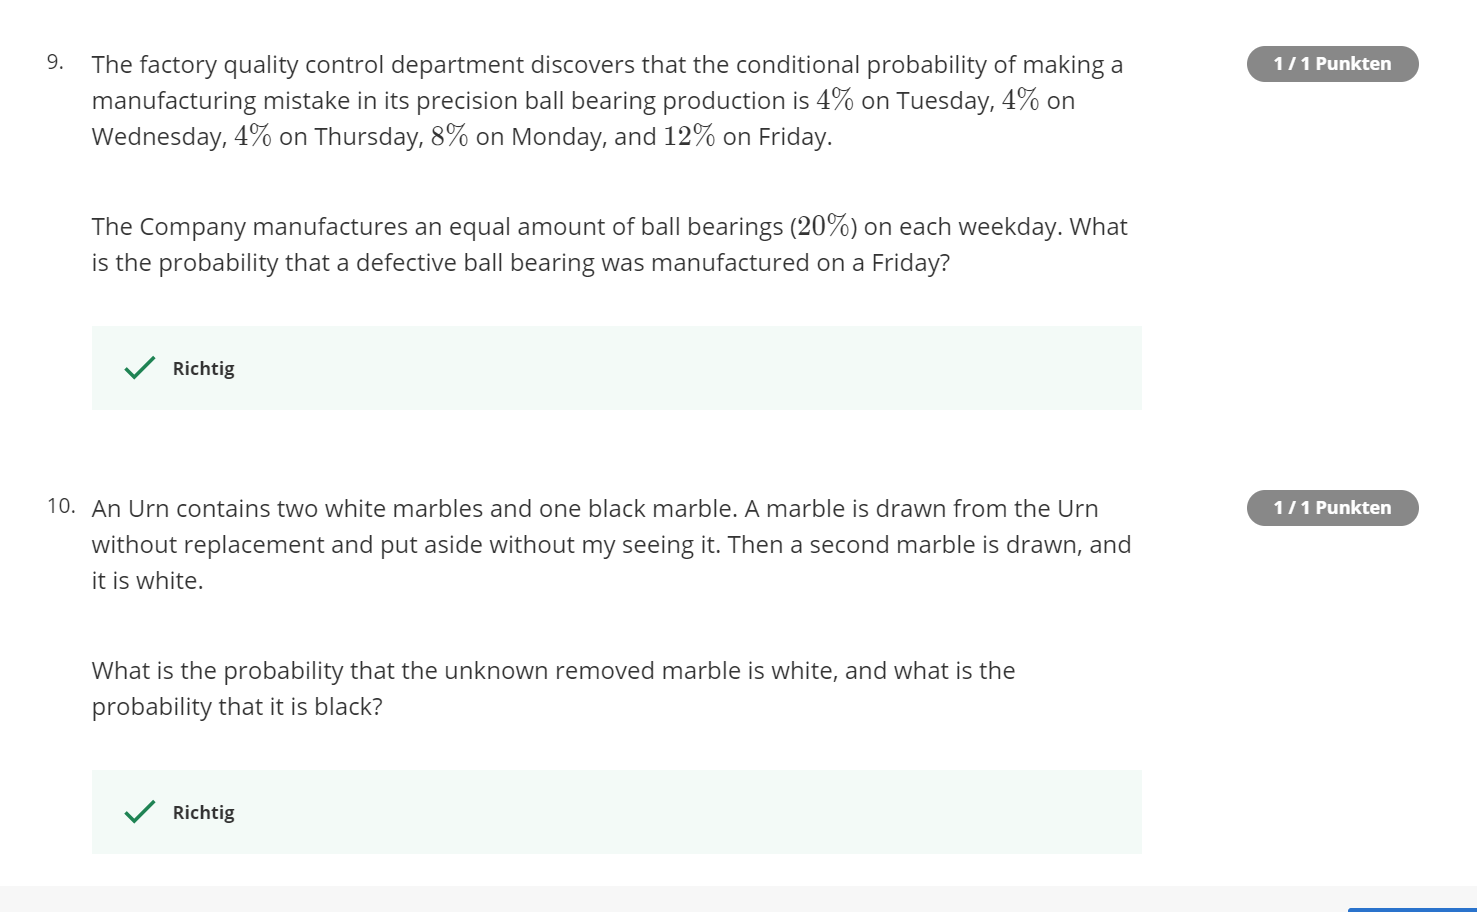 9. The factory quality control department discovers that the conditional probability of making a
1 / 1 Punkten
manufacturing mistake in its precision ball bearing production is 4% on Tuesday, 4% on
Wednesday, 4% on Thursday, 8% on Monday, and 12% on Friday.
The Company manufactures an equal amount of ball bearings (20%) on each weekday. What
is the probability that a defective ball bearing was manufactured on a Friday?
Richtig
10. An Urn contains two white marbles and one black marble. A marble is drawn from the Urn
1 / 1 Punkten
without replacement and put aside without my seeing it. Then a second marble is drawn, and
it is white.
What is the probability that the unknown removed marble is white, and what is the
probability that it is black?
Richtig